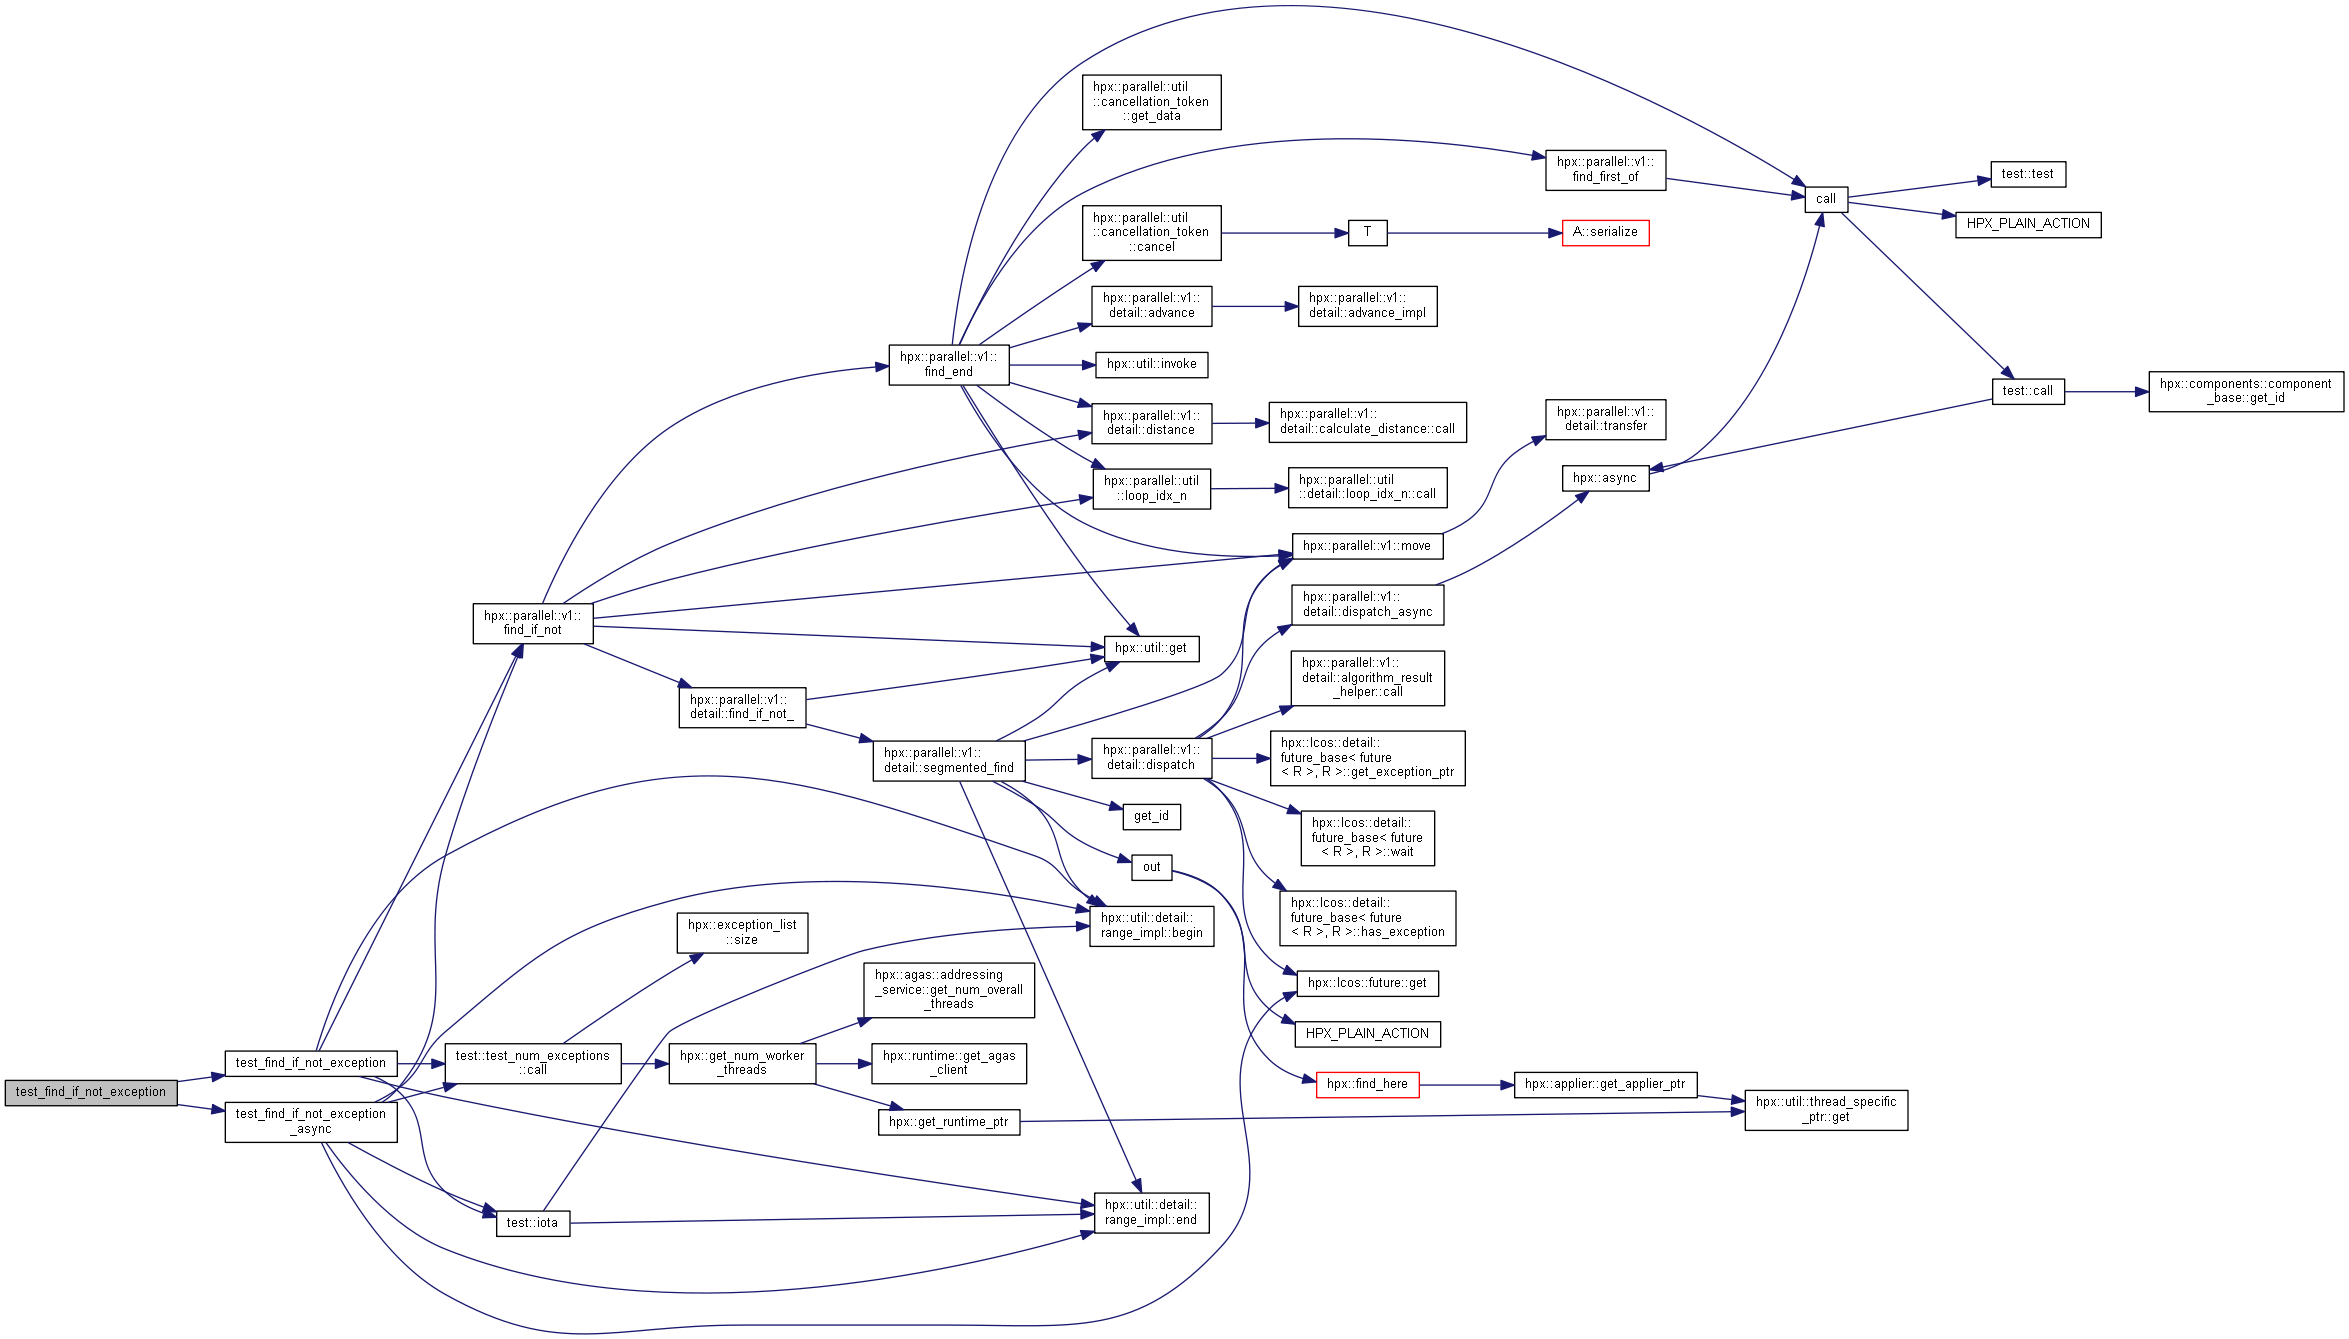 test_find_if_not_exception
test_find_if_not_exception
test_find_if_not_exception
_async
hpx::parallel::v1::
find_if_not
test::test_num_exceptions
::call
test::iota
hpx::parallel::v1::
detail::find_if_not_
hpx::exception_list
::size
hpx::get_num_worker
_threads
hpx::parallel::v1::
find_end
hpx::parallel::v1::
detail::segmented_find
hpx::agas::addressing
_service::get_num_overall
_threads
hpx::runtime::get_agas
_client
hpx::get_runtime_ptr
hpx::parallel::util
::cancellation_token
::get_data
hpx::parallel::util
::cancellation_token
::cancel
hpx::parallel::v1::
detail::advance
hpx::util::invoke
hpx::parallel::v1::
detail::distance
hpx::parallel::util
::loop_idx_n
hpx::util::get
hpx::parallel::v1::
detail::dispatch
get_id
out
hpx::util::detail::
range_impl::begin
hpx::util::detail::
range_impl::end
T
hpx::parallel::v1::
detail::advance_impl
hpx::parallel::v1::
detail::calculate_distance::call
hpx::parallel::util
::detail::loop_idx_n::call
hpx::parallel::v1::move
hpx::parallel::v1::
detail::dispatch_async
hpx::parallel::v1::
detail::algorithm_result
_helper::call
hpx::lcos::detail::
future_base< future
< R >, R >::get_exception_ptr
hpx::lcos::detail::
future_base< future
< R >, R >::wait
hpx::lcos::detail::
future_base< future
< R >, R >::has_exception
hpx::lcos::future::get
HPX_PLAIN_ACTION
hpx::find_here
hpx::parallel::v1::
find_first_of
A::serialize
hpx::parallel::v1::
detail::transfer
hpx::async
hpx::applier::get_applier_ptr
call
hpx::util::thread_specific
_ptr::get
test::test
HPX_PLAIN_ACTION
test::call
hpx::components::component
_base::get_id